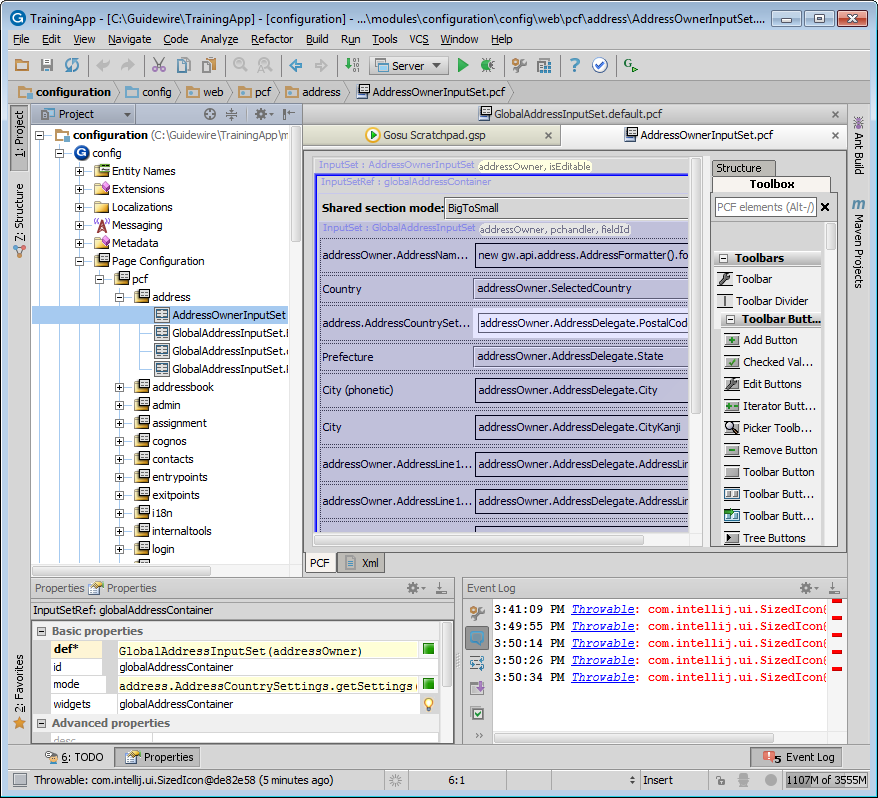 TrainingApp - [C:\Guidewire\TrainingApp] - [configuration] - ...\modules\configuration\config\web\pcf\address\AddressOwnerInputSet....
File Edit View Navigate Code Analyze Refactor Build Run Tools VCS Window Help
Server
configuration config web pcf address AddressOwnerInputSet.pcf
1: Project
7: Structure
2: Favorites
Project
configuration (C:\Guidewire\TrainingApp\m
config
Entity Names
Extensions
Localizations
Messaging
Metadata
Page Configuration
pcf
address
AddressOwnerInputSet
GlobalAddressInputSet.
GlobalAddressInputSet.
GlobalAddressInputSet.
addressbook
admin
assignment
cognos
contacts
entrypoints
exitpoints
i18n
internaltools
login
GlobalAddressInputSet.default.pcf
Gosu Scratchpad.gsp
AddressOwnerInputSet.pcf
InputSet : AddressOwnerInputSet addressOwner, isEditable
InputSetRef : globalAddressContainer
Shared section mode: BigToSmall
InputSet : GlobalAddressInputSet addressOwner, pchandler, fieldId
addressOwner.AddressNam... new gw.api.address.AddressFormatter().fo
Country addressOwner.SelectedCountry
address.AddressCountrySet... addressOwner.AddressDelegate.PostalCod
Prefecture addressOwner.AddressDelegate.State
City (phonetic) addressOwner.AddressDelegate.City
City addressOwner.AddressDelegate.CityKanji
addressOwner.AddressLine1... addressOwner.AddressDelegate.AddressLin
addressOwner.AddressLine1... addressOwner.AddressDelegate.AddressLin
PCF Xml
Structure
Toolbox
PCF elements (Alt-/)
Toolbars
Toolbar
Toolbar Divider
Toolbar Butt...
Add Button
Checked Val...
Edit Buttons
Iterator Butt...
Picker Toolb...
Remove Button
Toolbar Button
Toolbar Butt...
Toolbar Butt...
Tree Buttons
Ant Build
Maven Projects
Properties Properties
InputSetRef: globalAddressContainer
Basic properties
def* GlobalAddressInputSet(addressOwner)
id globalAddressContainer
mode address.AddressCountrySettings.getSettings(
widgets globalAddressContainer
Advanced properties
desc
Event Log
3:41:09 PM Throwable: com.intellij.ui.SizedIcon@
3:49:55 PM Throwable: com.intellij.ui.SizedIcon@
3:50:14 PM Throwable: com.intellij.ui.SizedIcon@
3:50:26 PM Throwable: com.intellij.ui.SizedIcon@
3:50:34 PM Throwable: com.intellij.ui.SizedIcon@
6: TODO Properties 5 Event Log
Throwable: com.intellij.ui.SizedIcon@de82e58 (5 minutes ago) 6:1 Insert 1107M of 3555M